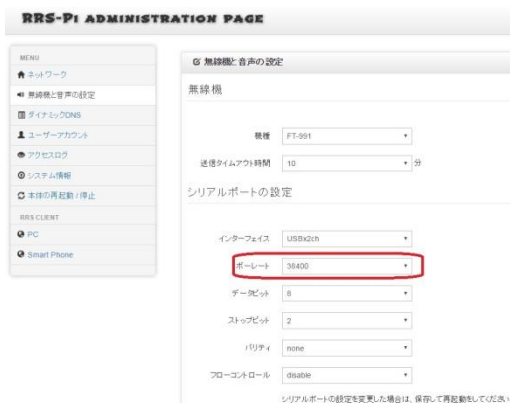 RRS-PI ADMINISTRATION PAGE
MENU
ネットワーク
無線機と音声の設定
ダイナミックDNS
ユーザーアカウント
アクセスログ
システム情報
本体の再起動/停止
RRS CLIENT
PC
Smart Phone
無線機と音声の設定
無線機
機種 FT-991
送信タイムアウト時間 10 分
シリアルポートの設定
インターフェイス USBx2ch
ボーレート 38400
データビット 8
ストップビット 2
パリティ none
フローコントロール disable
シリアルポートの設定を変更した場合は、保存して再起動をしてください